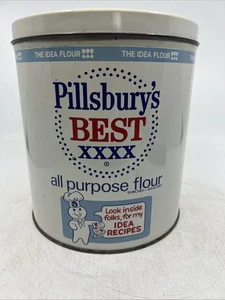 THE IDEA FLOUR
THE IDEA FLOUR
THE
Pillsbury's
BEST
XXXX
®
all purpose flour
Look inside
folks, for my
IDEA
RECIPES